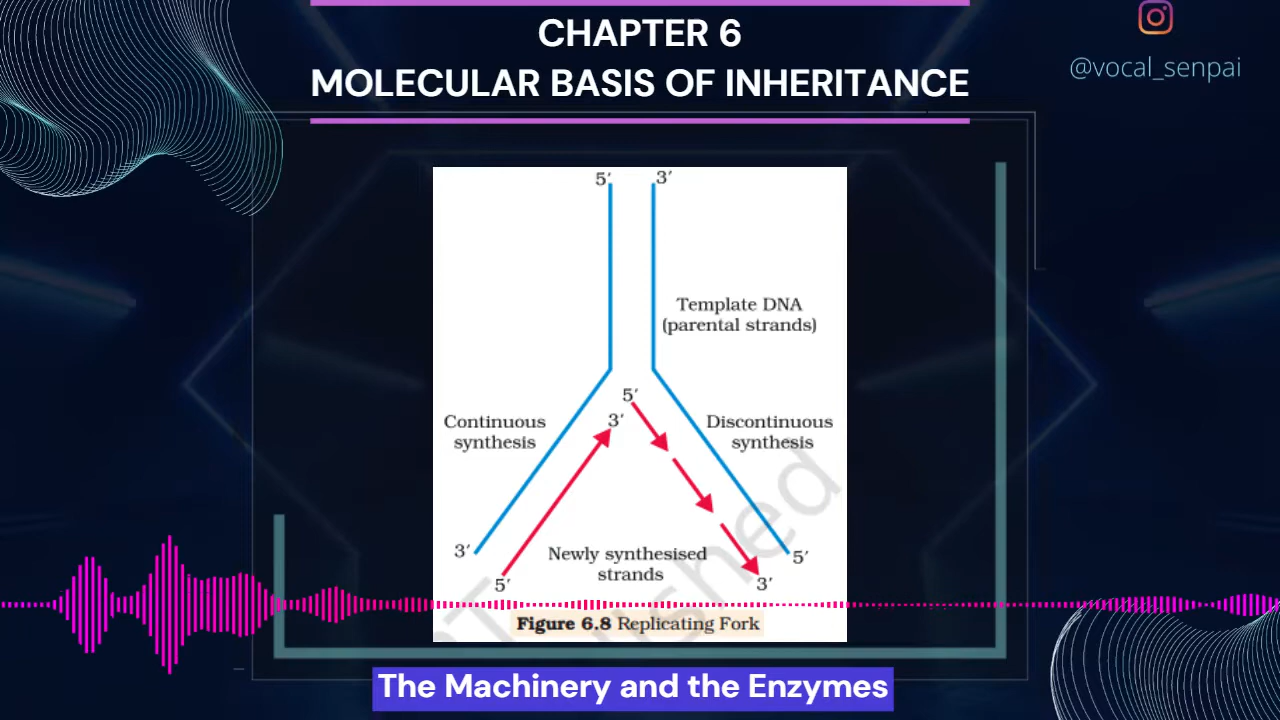 CHAPTER 6
MOLECULAR BASIS OF INHERITANCE
@vocal_senpai
5′ 3′
Template DNA
(parental strands)
5′
3′
Continuous
synthesis
Discontinuous
synthesis
3′
5′
Newly synthesised
strands
5′
3′
Figure 6.8 Replicating Fork
The Machinery and the Enzymes